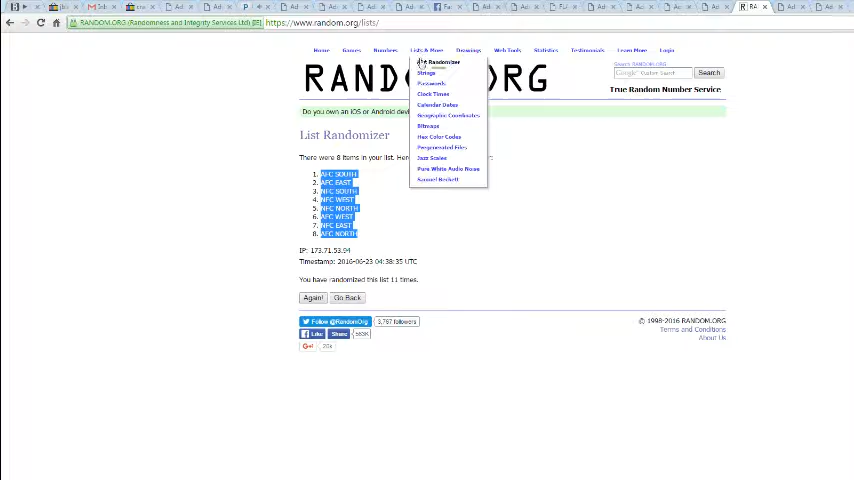 RANDOM.ORG (Randomness and Integrity Services Ltd) [IE]
https://www.random.org/lists/
Home Games Numbers Lists & More Drawings Web Tools Statistics Testimonials Learn More Login
Randomizer
Strings
Passwords
Clock Times
Calendar Dates
Geographic Coordinates
Bitmaps
Hex Color Codes
Pregenerated Files
Jazz Scales
Pure White Audio Noise
Samuel Beckett
Search RANDOM.ORG
Search
True Random Number Service
Do you own an iOS or Android
List Randomizer
There were 8 items in your list.
1. AFC SOUTH
2. AFC EAST
3. NFC SOUTH
4. NFC WEST
5. NFC NORTH
6. AFC WEST
7. NFC EAST
8. AFC NORTH
IP: 173.71.53.94
Timestamp: 2016-06-23 04:38:35 UTC
You have randomized this list 11 times.
Again! Go Back
Follow @RandomOrg 3,767 followers
Like Share 563K
G+1 20k
© 1998-2016 RANDOM.ORG
Terms and Conditions
About Us